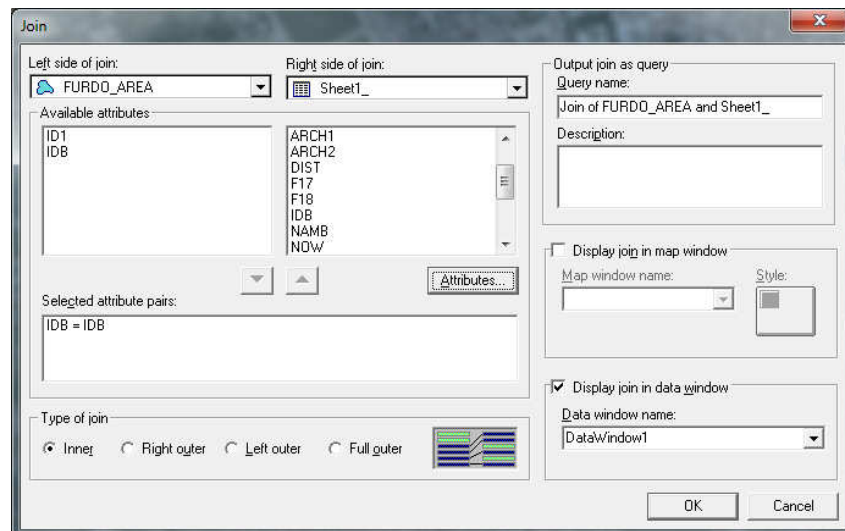 Join
Left side of join:
FURDO_AREA
Right side of join:
Sheet1_
Available attributes
ID1
IDB
ARCH1
ARCH2
DIST
F17
F18
IDB
NAMB
NOW
Attributes...
Selected attribute pairs:
IDB = IDB
Type of join
Inner
Right outer
Left outer
Full outer
Output join as query
Query name:
Join of FURDO_AREA and Sheet1_
Description:
Display join in map window
Map window name:
Style:
Display join in data window
Data window name:
DataWindow1
OK
Cancel